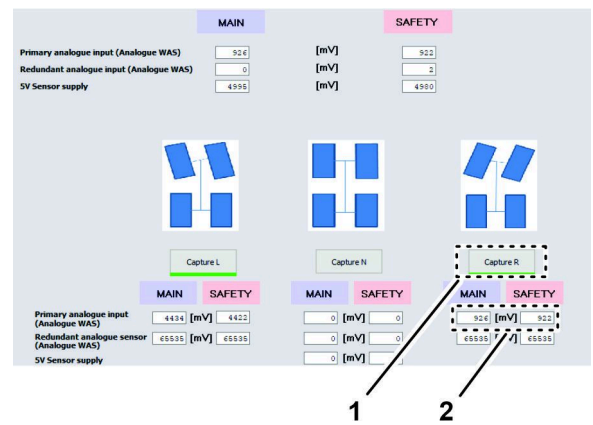 MAIN SAFETY
Primary analogue input (Analogue WAS) 926 [mV] 922
Redundant analogue input (Analogue WAS) 0 [mV] 2
5V Sensor supply 4995 [mV] 4980
Capture L Capture N Capture R
MAIN SAFETY MAIN SAFETY MAIN SAFETY
Primary analogue input (Analogue WAS) 4434 [mV] 4422 0 [mV] 0 926 [mV] 922
Redundant analogue sensor (Analogue WAS) 65535 [mV] 65535 0 [mV] 0 65535 [mV] 65535
5V Sensor supply 0 [mV] 0
1 2